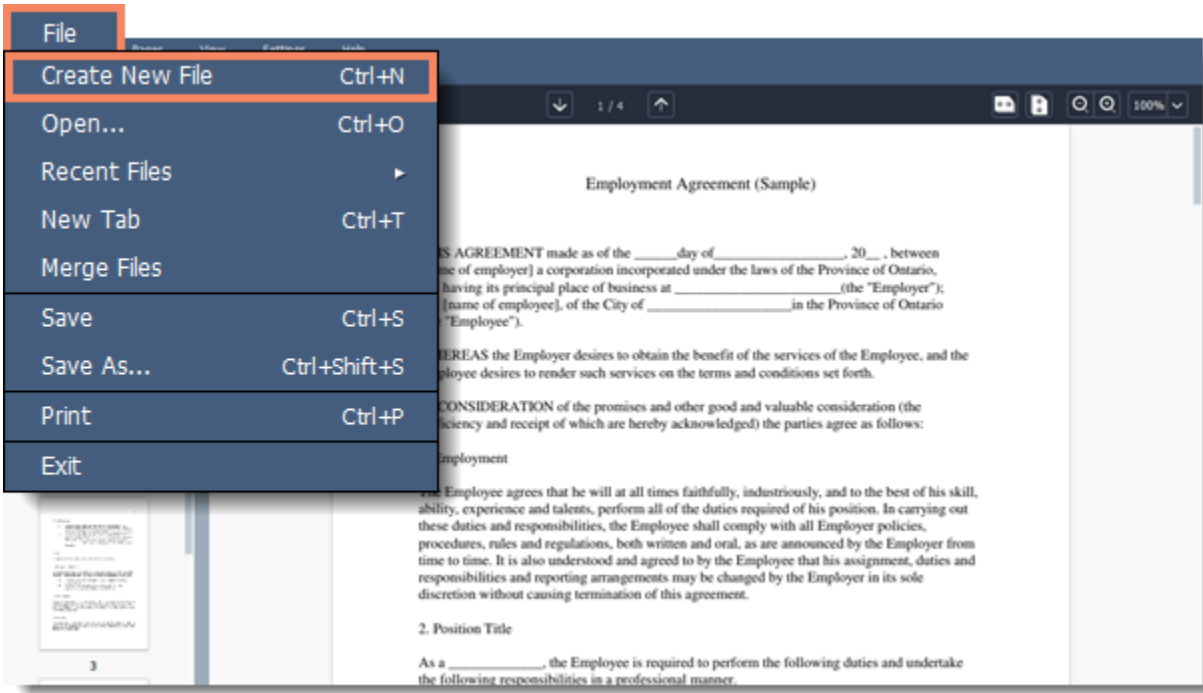 File
Pages View Settings Help
Create New File Ctrl+N
Open... Ctrl+O
Recent Files
New Tab Ctrl+T
Merge Files
Save Ctrl+S
Save As... Ctrl+Shift+S
Print Ctrl+P
Exit
1 / 4
100%
Employment Agreement (Sample)
AGREEMENT made as of the ______day of__________________, 20__ , between
of employer] a corporation incorporated under the laws of the Province of Ontario,
having its principal place of business at _______________________(the "Employer");
[name of employee], of the City of ____________________in the Province of Ontario
"Employee").
the Employer desires to obtain the benefit of the services of the Employee, and the
desires to render such services on the terms and conditions set forth.
CONSIDERATION of the promises and other good and valuable consideration (the
and receipt of which are hereby acknowledged) the parties agree as follows:
Employment
The Employee agrees that he will at all times faithfully, industriously, and to the best of his skill,
ability, experience and talents, perform all of the duties required of his position. In carrying out
these duties and responsibilities, the Employee shall comply with all Employer policies,
procedures, rules and regulations, both written and oral, as are announced by the Employer from
time to time. It is also understood and agreed to by the Employee that his assignment, duties and
responsibilities and reporting arrangements may be changed by the Employer in its sole
discretion without causing termination of this agreement.
2. Position Title
As a _____________, the Employee is required to perform the following duties and undertake
the following responsibilities in a professional manner.
3